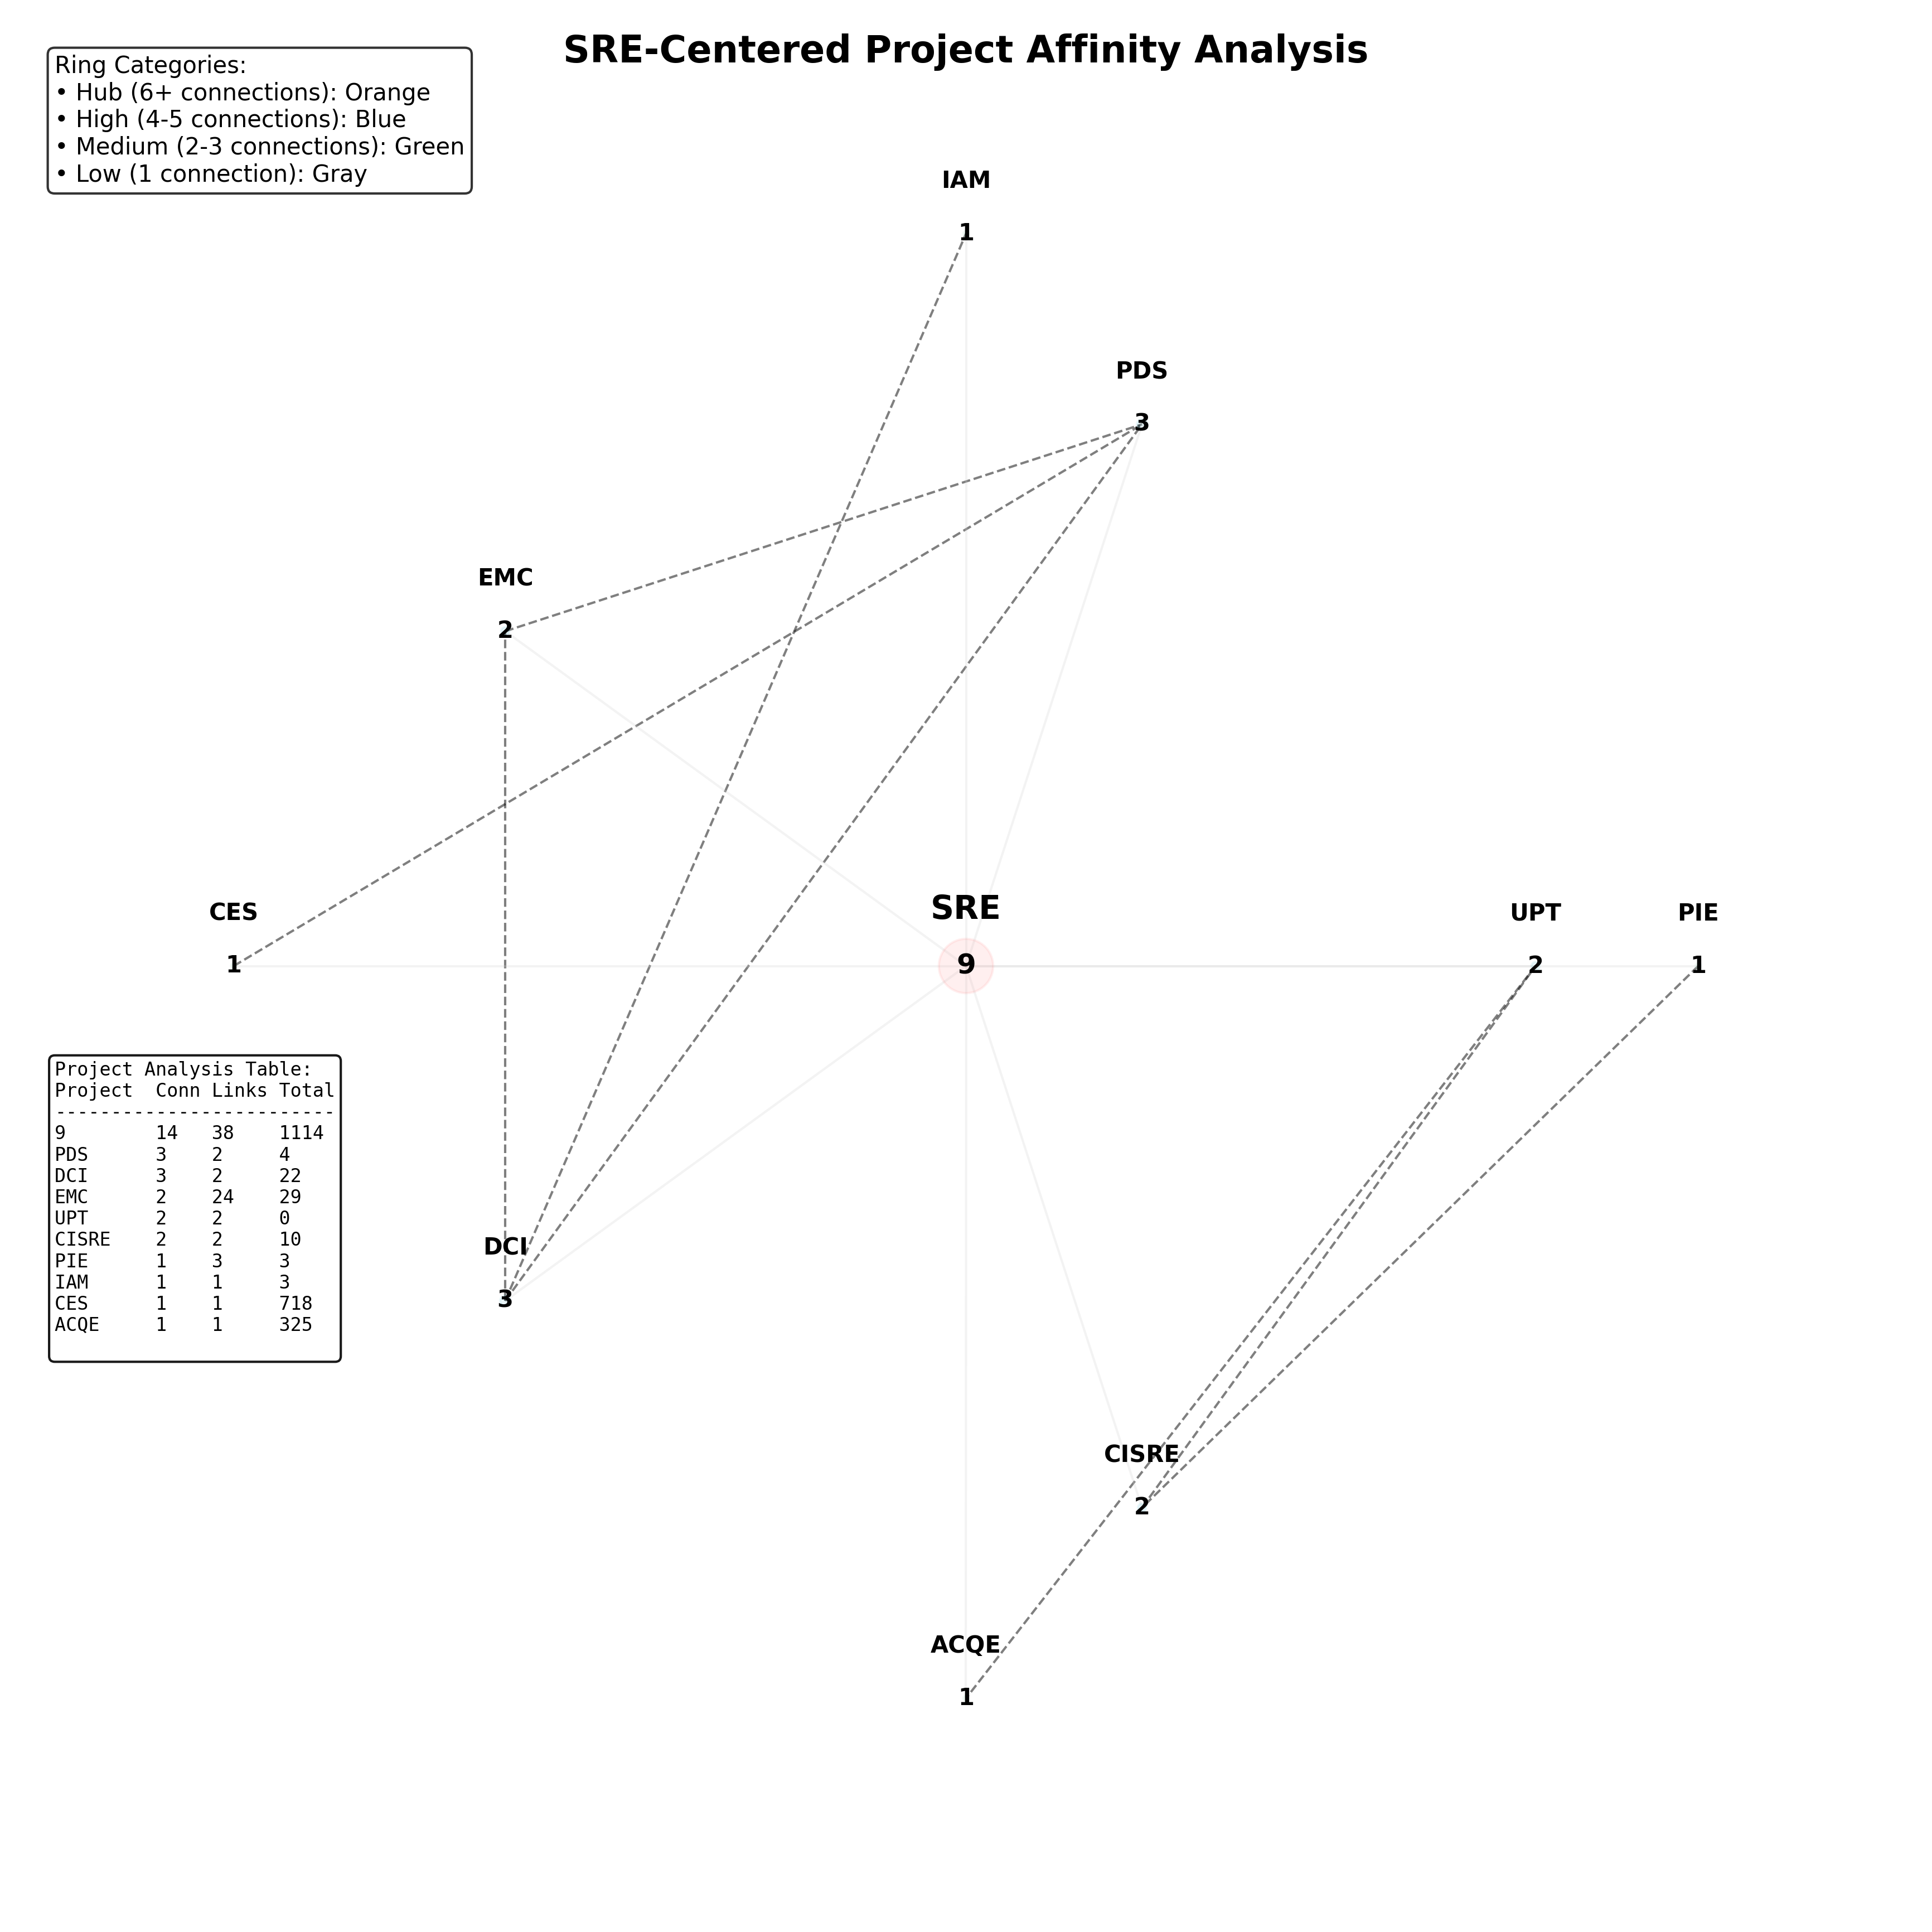 SRE-Centered Project Affinity Analysis
Ring Categories:
• Hub (6+ connections): Orange
• High (4-5 connections): Blue
• Medium (2-3 connections): Green
• Low (1 connection): Gray
IAM
1
PDS
3
EMC
2
SRE
9
CES
1
UPT
2
PIE
1
Project Analysis Table:
Project  Conn Links Total
-------------------------
9        14   38    1114
PDS      3    2     4
DCI      3    2     22
EMC      2    24    29
UPT      2    2     0
CISRE    2    2     10
PIE      1    3     3
IAM      1    1     3
CES      1    1     718
ACQE     1    1     325
DCI
3
CISRE
2
ACQE
1